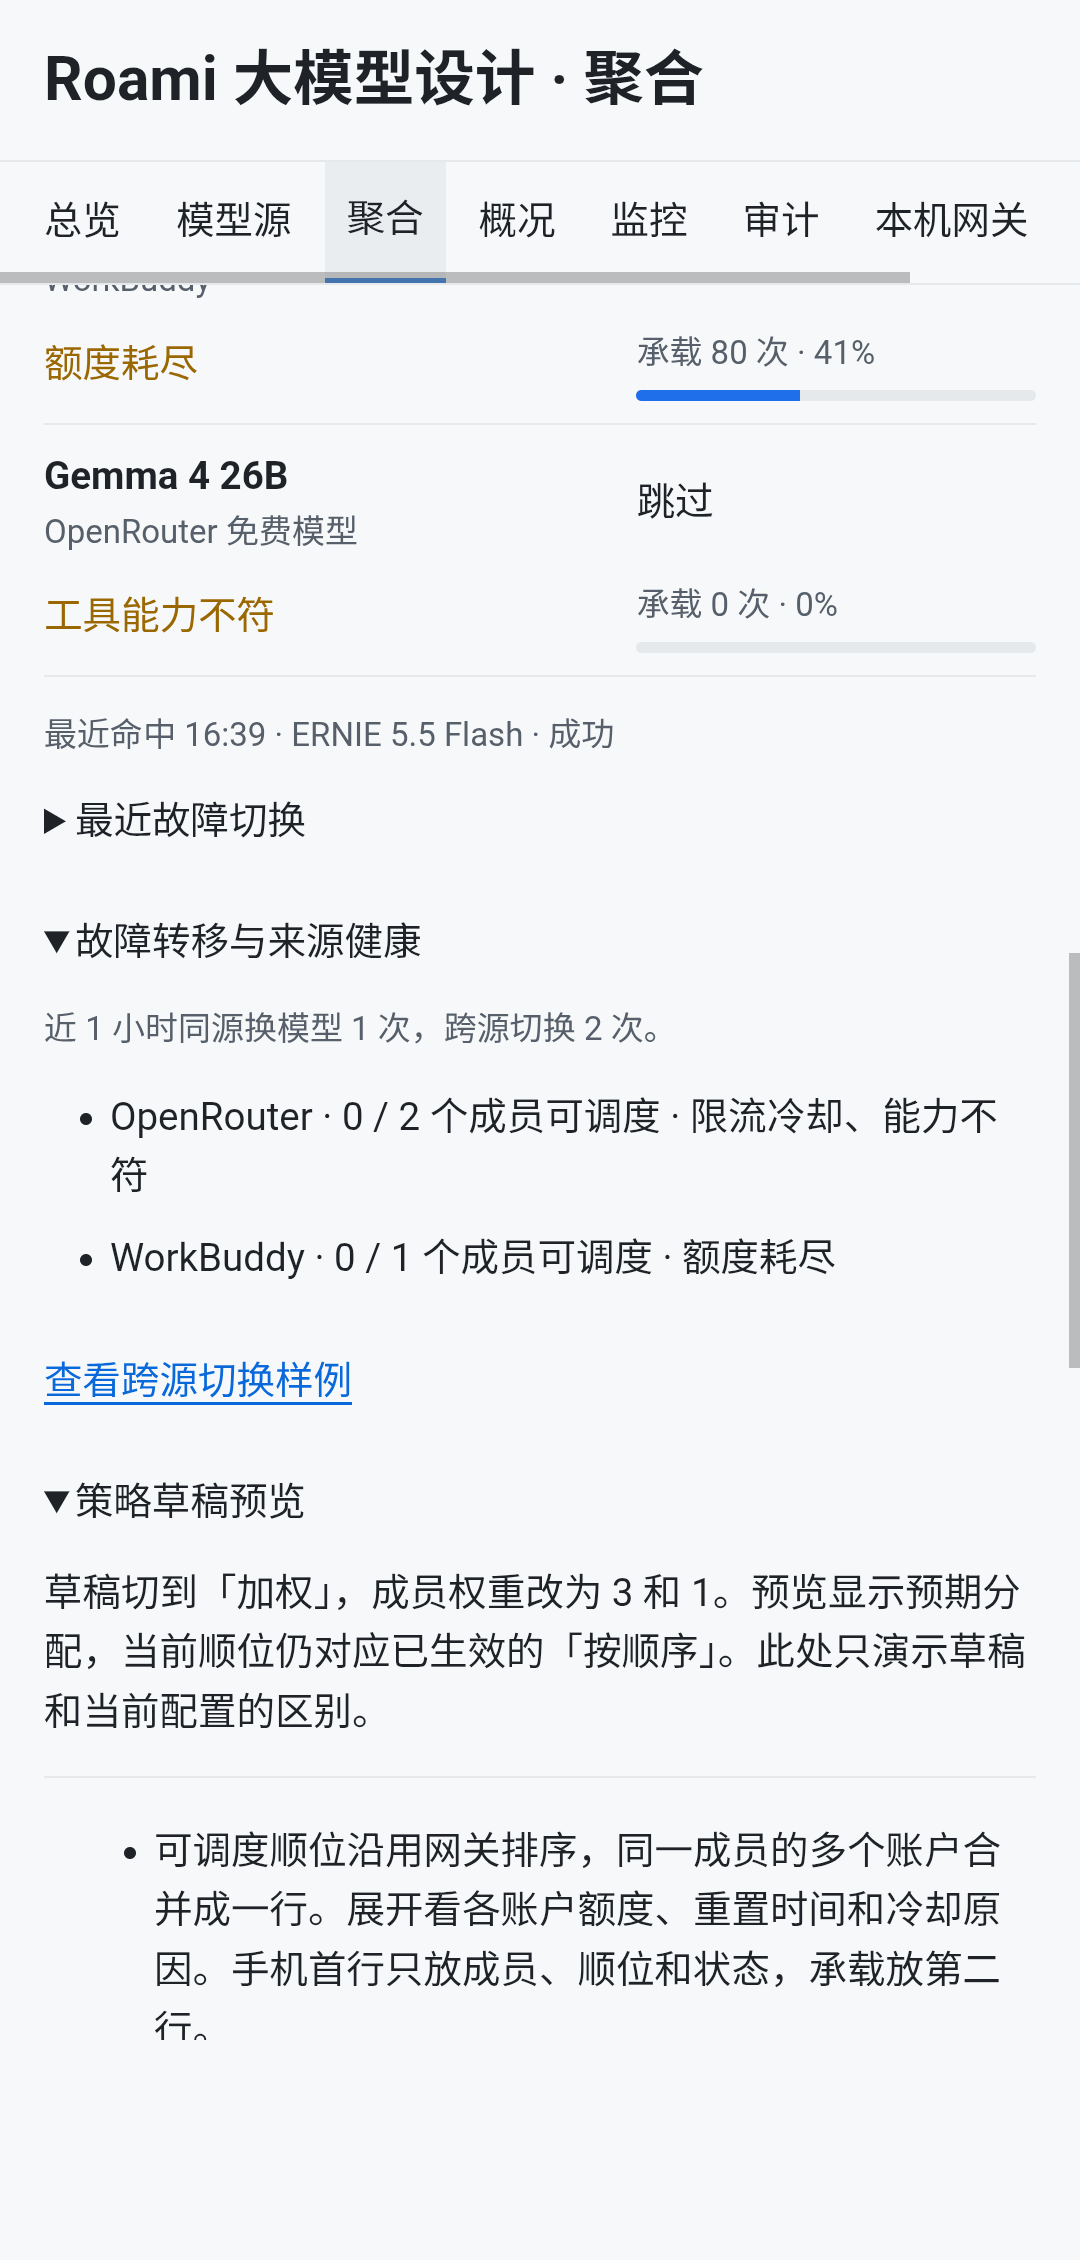 Roami 大模型设计 · 聚合
总览 模型源 聚合 概况 监控 审计 本机网关
WorkBuddy
额度耗尽 承载 80 次 · 41%
Gemma 4 26B
OpenRouter 免费模型 跳过
工具能力不符 承载 0 次 · 0%
最近命中 16:39 · ERNIE 5.5 Flash · 成功
▶ 最近故障切换
▼故障转移与来源健康
近 1 小时同源换模型 1 次，跨源切换 2 次。
• OpenRouter · 0 / 2 个成员可调度 · 限流冷却、能力不
符
• WorkBuddy · 0 / 1 个成员可调度 · 额度耗尽
查看跨源切换样例
▼策略草稿预览
草稿切到「加权」，成员权重改为 3 和 1。预览显示预期分
配，当前顺位仍对应已生效的「按顺序」。此处只演示草稿
和当前配置的区别。
• 可调度顺位沿用网关排序，同一成员的多个账户合
并成一行。展开看各账户额度、重置时间和冷却原
因。手机首行只放成员、顺位和状态，承载放第二
行。